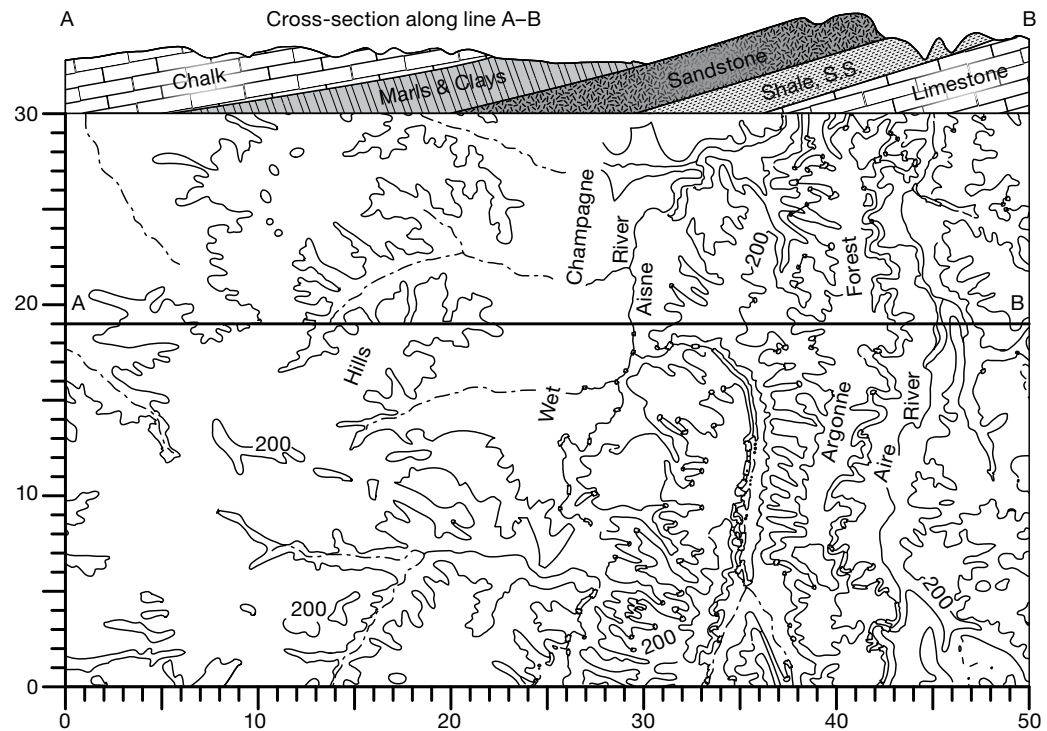 A
Cross-section along line A–B
B
Chalk
Marls & Clays
Sandstone
Shale, S.S.
Limestone
30
Champagne
River
Aisne
200
Forest
20
A
B
Hills
Wet
Argonne
River
Aire
200
10
200
200
200
0
0
10
20
30
40
50